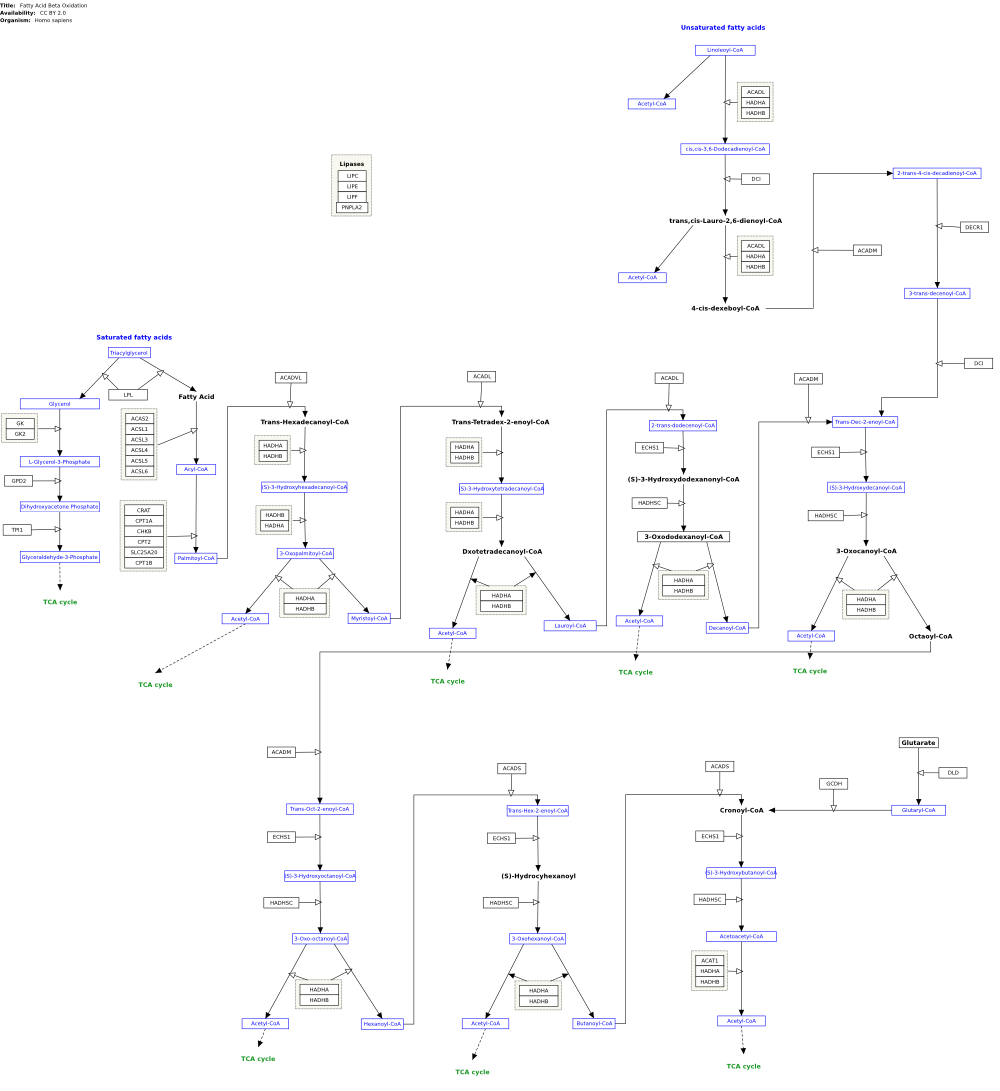 Title: Fatty Acid Beta Oxidation
Availability: CC BY 2.0
Organism: Homo sapiens
Unsaturated fatty acids
Linoleoyl-CoA
Acetyl-CoA
ACADL
HADHA
HADHB
cis,cis-3,6-Dodecadienoyl-CoA
DCI
trans,cis-Lauro-2,6-dienoyl-CoA
ACADL
HADHA
HADHB
Acetyl-CoA
4-cis-dexeboyl-CoA
ACADM
2-trans-4-cis-decadienoyl-CoA
DECR1
3-trans-decenoyl-CoA
DCI
Lipases
LIPC
LIPE
LIPF
PNPLA2
Saturated fatty acids
Triacylglycerol
LPL
Glycerol
Fatty Acid
GK
GK2
L-Glycerol-3-Phosphate
GPD2
Dihydroxyacetone Phosphate
TPI1
Glyceraldehyde-3-Phosphate
TCA cycle
ACAS2
ACSL1
ACSL3
ACSL4
ACSL5
ACSL6
Acyl-CoA
CRAT
CPT1A
CHKB
CPT2
SLC25A20
CPT1B
Palmitoyl-CoA
ACADVL
Trans-Hexadecanoyl-CoA
HADHA
HADHB
(S)-3-Hydroxyhexadecanoyl-CoA
HADHB
HADHA
3-Oxopalmitoyl-CoA
HADHA
HADHB
Acetyl-CoA
Myristoyl-CoA
TCA cycle
ACADL
Trans-Tetradex-2-enoyl-CoA
HADHA
HADHB
(S)-3-Hydroxytetradecanoyl-CoA
HADHA
HADHB
Dxotetradecanoyl-CoA
HADHA
HADHB
Acetyl-CoA
Lauroyl-CoA
TCA cycle
ACADL
2-trans-dodecenoyl-CoA
ECHS1
(S)-3-Hydroxydodexanonyl-CoA
HADHSC
3-Oxododexanoyl-CoA
HADHA
HADHB
Acetyl-CoA
Decanoyl-CoA
TCA cycle
ACADM
Trans-Dec-2-enoyl-CoA
ECHS1
(S)-3-Hydroxydecanoyl-CoA
HADHSC
3-Oxocanoyl-CoA
HADHA
HADHB
Acetyl-CoA
Octaoyl-CoA
TCA cycle
ACADM
Trans-Oct-2-enoyl-CoA
ECHS1
(S)-3-Hydroxyoctanoyl-CoA
HADHSC
3-Oxo-octanoyl-CoA
HADHA
HADHB
Acetyl-CoA
Hexanoyl-CoA
TCA cycle
ACADS
Trans-Hex-2-enoyl-CoA
ECHS1
(S)-Hydrocyhexanoyl
HADHSC
3-Oxohexanoyl-CoA
HADHA
HADHB
Acetyl-CoA
Butanoyl-CoA
TCA cycle
ACADS
Cronoyl-CoA
GCDH
Glutarate
DLD
Glutaryl-CoA
ECHS1
(S)-3-Hydroxybutanoyl-CoA
HADHSC
Acetoacetyl-CoA
ACAT1
HADHA
HADHB
Acetyl-CoA
TCA cycle